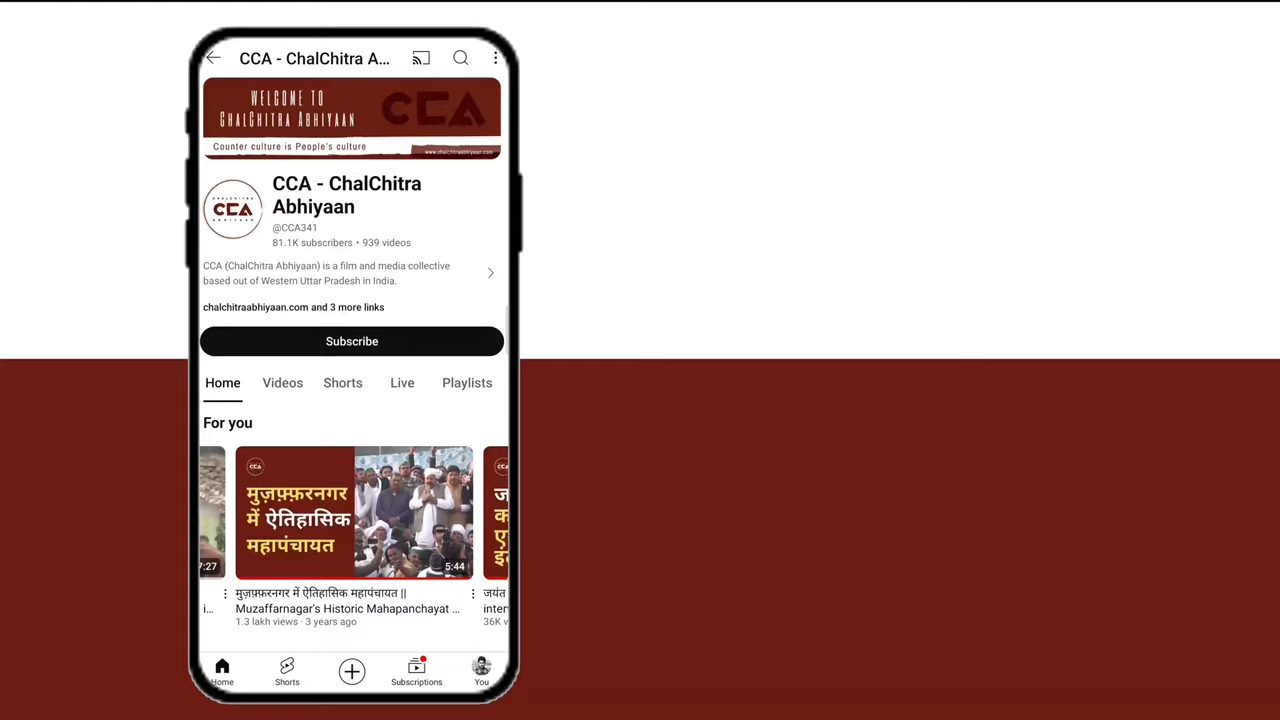 CCA - ChalChitra A...
WELCOME TO
CHALCHITRA ABHIYAAN
CCA
Counter culture is People's culture
www.chalchitraabhiyaan.com
CHALCHITRA
CCA
ABHIYAAN
CCA - ChalChitra
Abhiyaan
@CCA341
81.1K subscribers • 939 videos
CCA (ChalChitra Abhiyaan) is a film and media collective
based out of Western Uttar Pradesh in India.
chalchitraabhiyaan.com and 3 more links
Subscribe
Home Videos Shorts Live Playlists
For you
CCA
मुज़फ़्फ़रनगर
में ऐतिहासिक
महापंचायत
7:27
5:44
i...
मुज़फ़्फ़रनगर में ऐतिहासिक महापंचायत ||
Muzaffarnagar's Historic Mahapanchayat ...
1.3 lakh views · 3 years ago
जयंत
36K
Home Shorts Subscriptions You